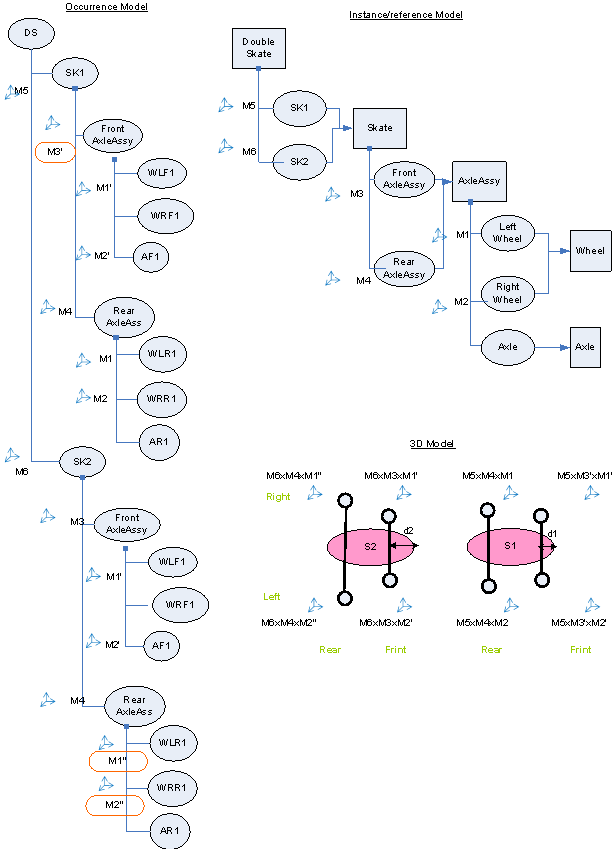 Occurrence Model
DS
M5
SK1
M3'
Front
AxleAssy
M1'
WLF1
WRF1
M2'
AF1
M4
Rear
AxleAss
M1
WLR1
M2
WRR1
AR1
M6
SK2
M3
Front
AxleAssy
M1'
WLF1
WRF1
M2'
AF1
M4
Rear
AxleAss
WLR1
M1"
WRR1
M2"
AR1
Instance/reference Model
Double
Skate
M5
SK1
M6
SK2
Skate
M3
Front
AxleAssy
M4
Rear
AxleAssy
AxleAssy
M1
Left
Wheel
M2
Right
Wheel
Wheel
Axle
Axle
3D Model
M6xM4xM1" M6xM3xM1' M5xM4xM1 M5xM3'xM1'
Right
d2
S2
S1
d1
Left
M6xM4xM2" M6xM3xM2' M5xM4xM2 M5xM3'xM2'
Rear Frint Rear Frint